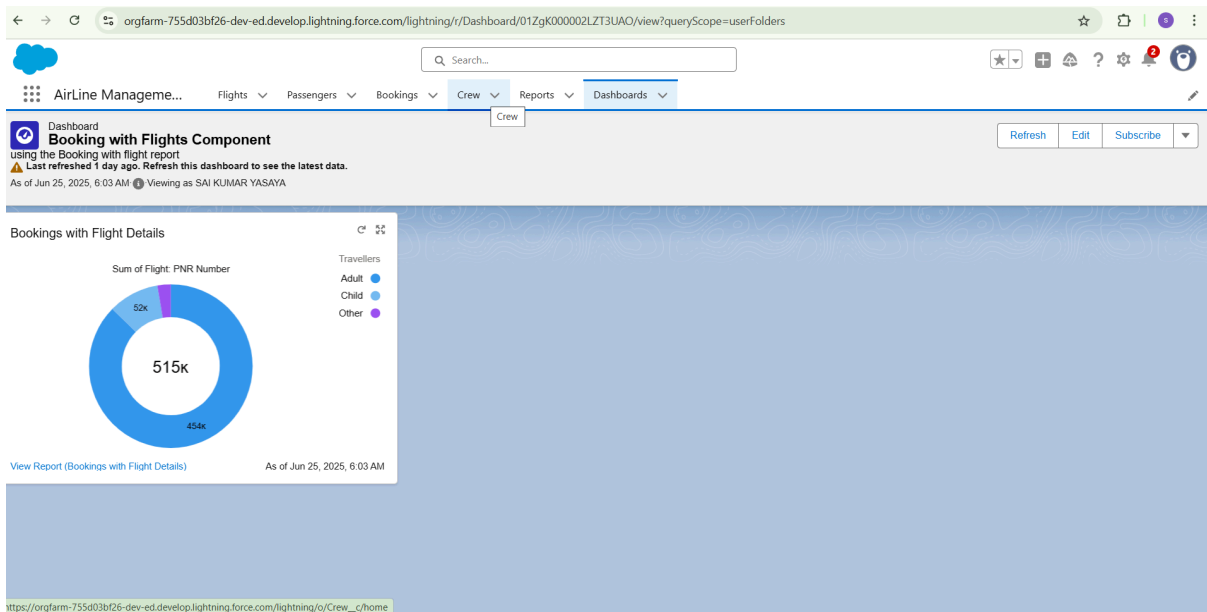 orgfarm-755d03bf26-dev-ed.develop.lightning.force.com/lightning/r/Dashboard/01ZgK000002LZT3UAO/view?queryScope=userFolders
s
Search...
2
AirLine Manageme...
Flights
Passengers
Bookings
Crew
Reports
Dashboards
Crew
Dashboard
Booking with Flights Component
using the Booking with flight report
Last refreshed 1 day ago. Refresh this dashboard to see the latest data.
As of Jun 25, 2025, 6:03 AM Viewing as SAI KUMAR YASAYA
Refresh
Edit
Subscribe
Bookings with Flight Details
Sum of Flight: PNR Number
Travellers
Adult
Child
Other
52K
515K
454K
View Report (Bookings with Flight Details)
As of Jun 25, 2025, 6:03 AM
https://orgfarm-755d03bf26-dev-ed.develop.lightning.force.com/lightning/o/Crew__c/home